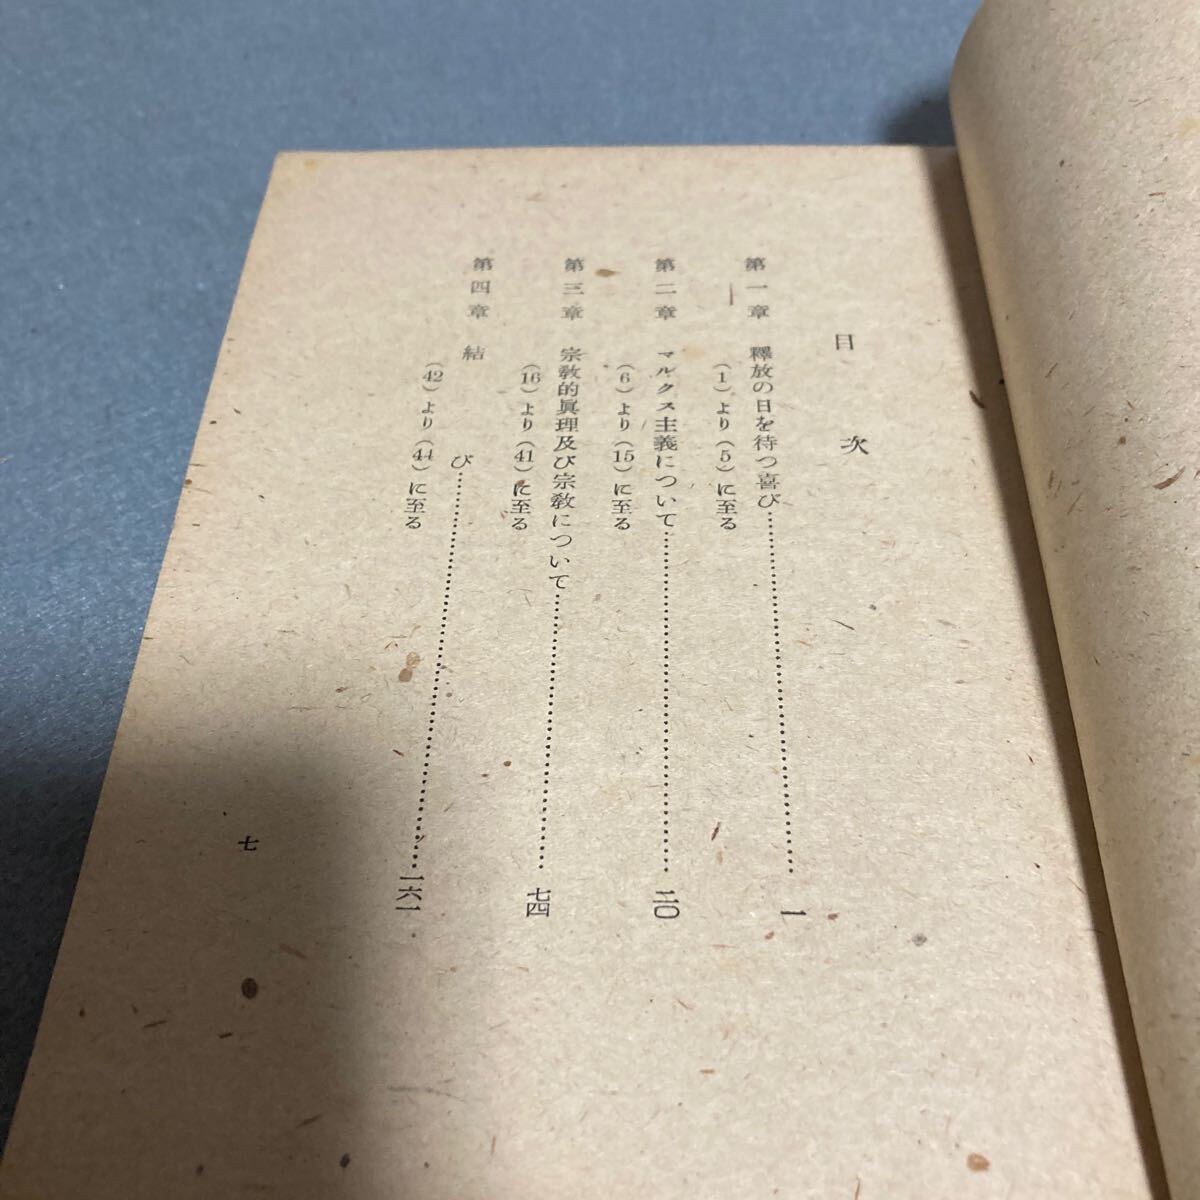 目次
第一章 釋放の日を待つ喜び……………………一
(1)より(5)に至る
第二章 マルクス主義について……………………二〇
(6)より(15)に至る
第三章 宗教的眞理及び宗教について……………………七四
(16)より(41)に至る
第四章 結び……………………一六一
(42)より(44)に至る
七